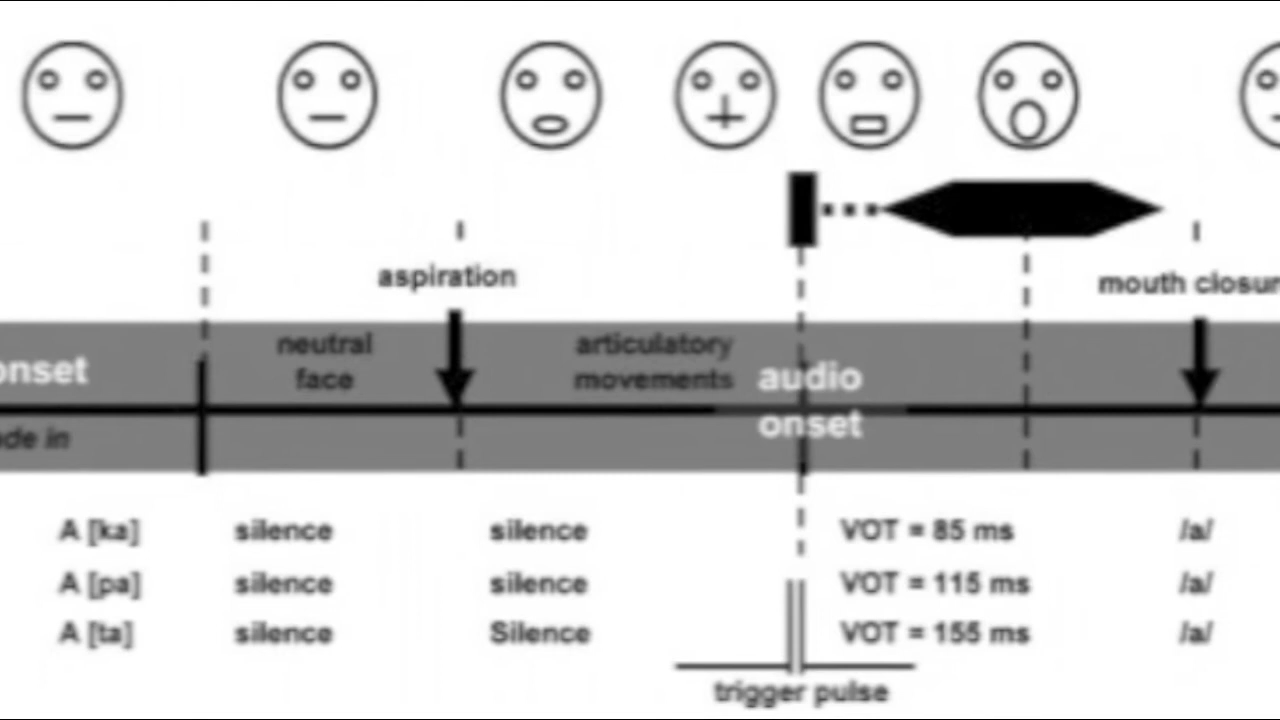 aspiration
mouth closur
neutral
face
articulatory
movements
onset
audio
onset
ade in
A [ka] silence silence VOT = 85 ms /a/
A [pa] silence silence VOT = 115 ms /a/
A [ta] silence Silence VOT = 155 ms /a/
trigger pulse